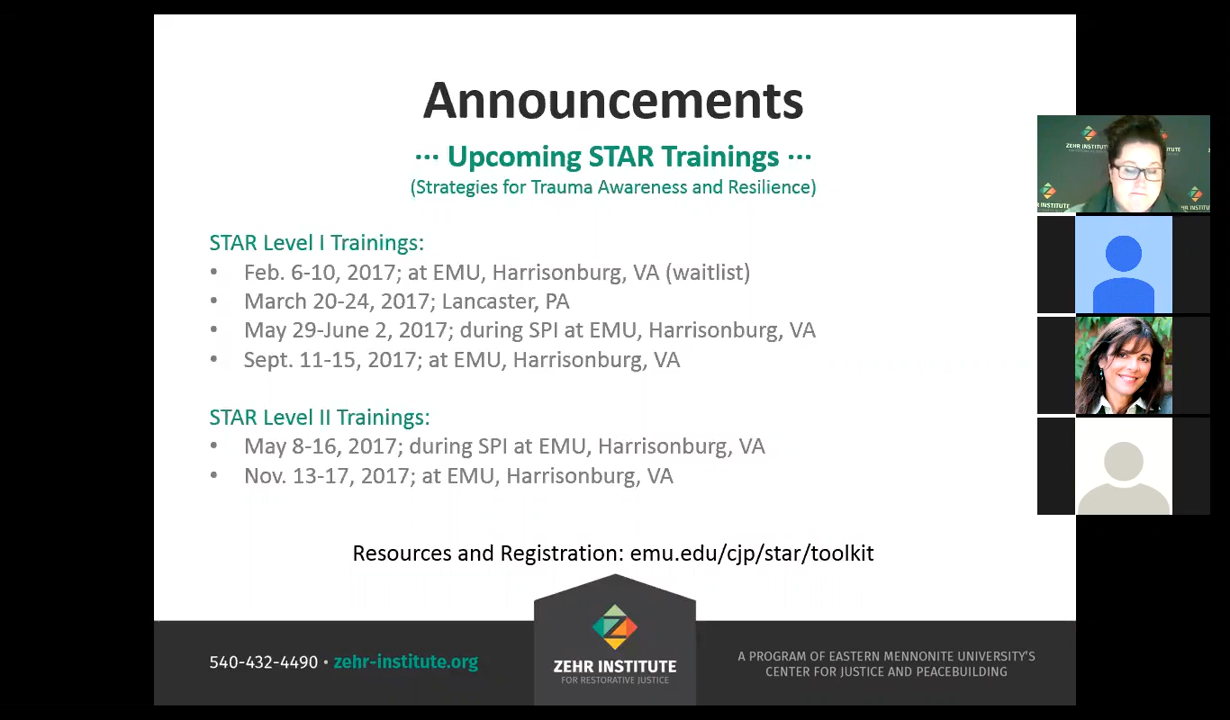 Announcements
··· Upcoming STAR Trainings ···
(Strategies for Trauma Awareness and Resilience)
STAR Level I Trainings:
• Feb. 6-10, 2017; at EMU, Harrisonburg, VA (waitlist)
• March 20-24, 2017; Lancaster, PA
• May 29-June 2, 2017; during SPI at EMU, Harrisonburg, VA
• Sept. 11-15, 2017; at EMU, Harrisonburg, VA
STAR Level II Trainings:
• May 8-16, 2017; during SPI at EMU, Harrisonburg, VA
• Nov. 13-17, 2017; at EMU, Harrisonburg, VA
Resources and Registration: emu.edu/cjp/star/toolkit
540-432-4490 • zehr-institute.org
ZEHR INSTITUTE
FOR RESTORATIVE JUSTICE
A PROGRAM OF EASTERN MENNONITE UNIVERSITY'S
CENTER FOR JUSTICE AND PEACEBUILDING